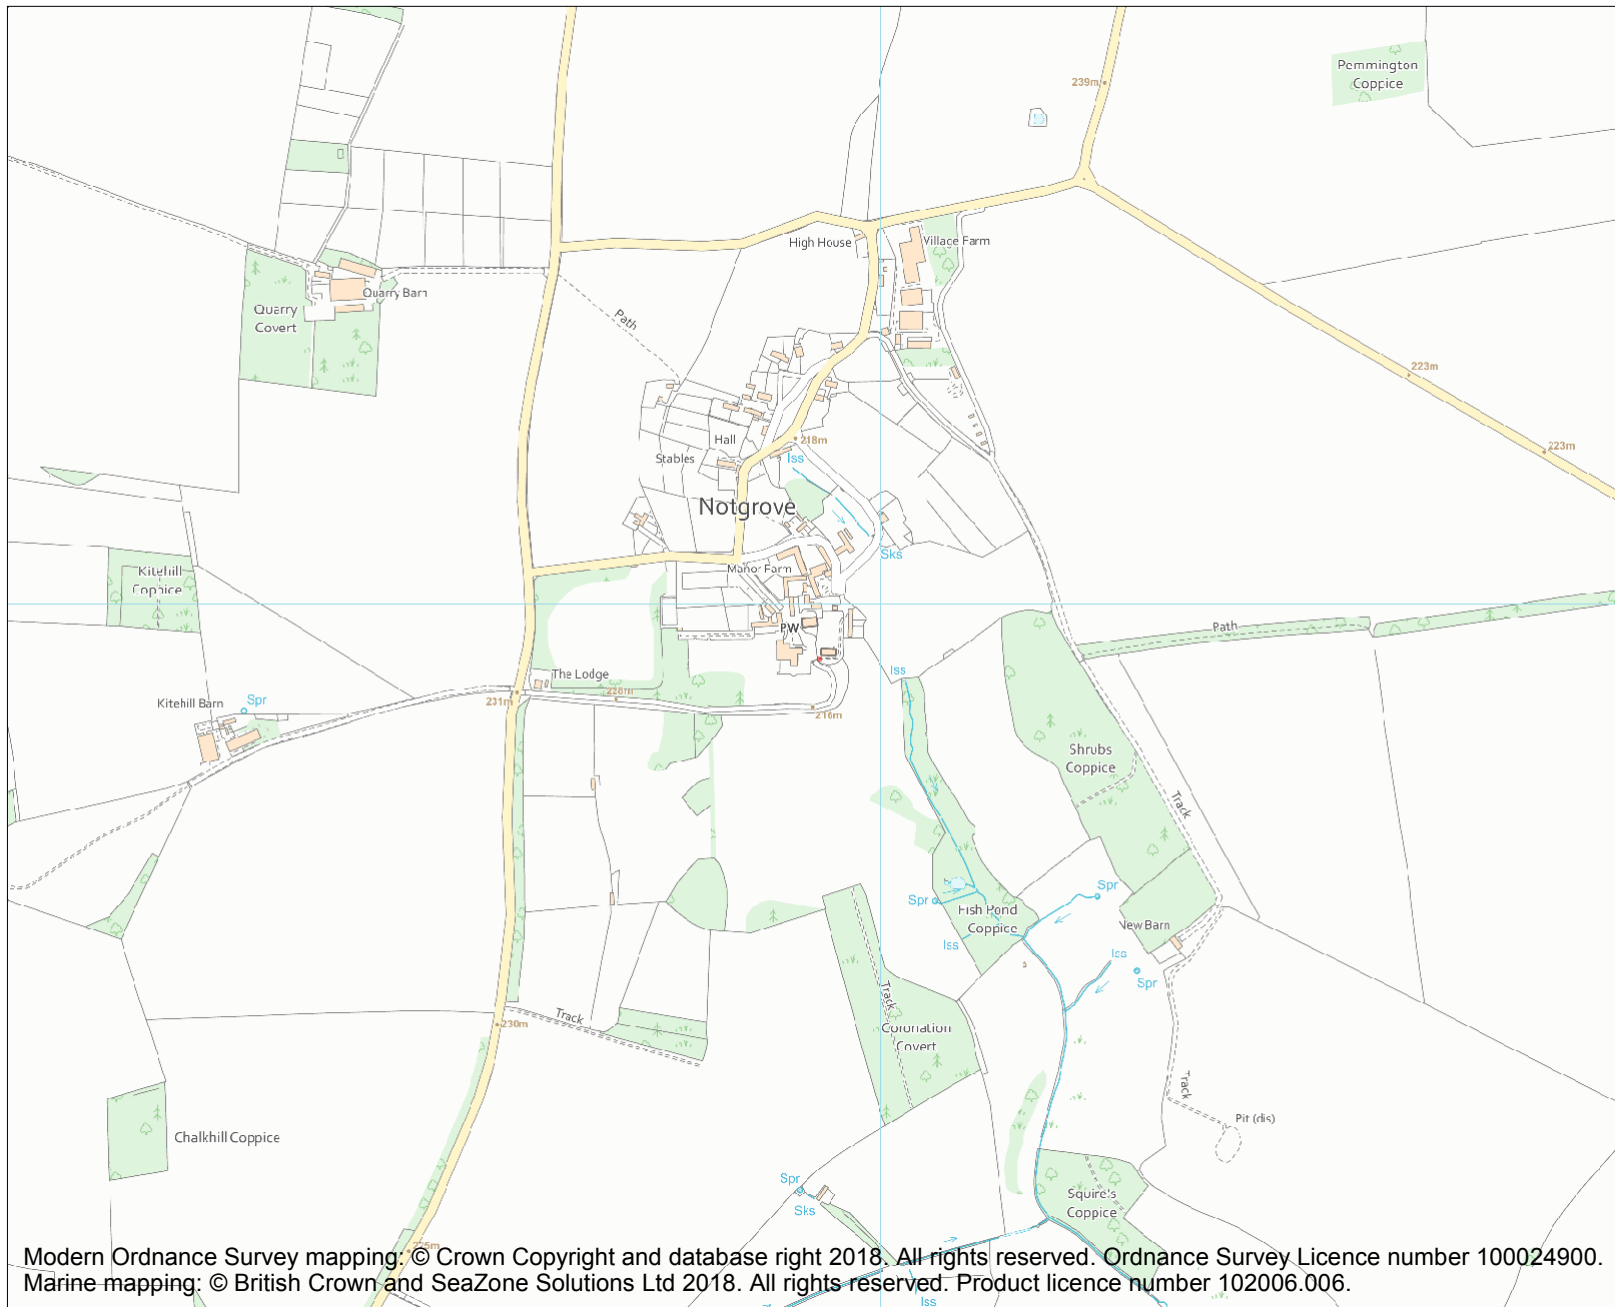 Pemmington
Coppice
239m
High House
Village Farm
Quarry Barn
Quarry
Covert
Path
223m
218m
Hall
Iss
Stables
223m
Notgrove
Sks
Manor Farm
Kitehill
Coppice
PW
Path
Iss
The Lodge
228m
231m
216m
Kitehill Barn
Spr
Shrubs
Coppice
Track
Spr
Spr
Fish Pond
Coppice
New Barn
Iss
Iss
Spr
Track
Track
230m
Coronation
Covert
Track
Pit (dis)
Chalkhill Coppice
Spr
Sks
Squire's
Coppice
225m
Modern Ordnance Survey mapping: © Crown Copyright and database right 2018. All rights reserved. Ordnance Survey Licence number 100024900.
Marine mapping: © British Crown and SeaZone Solutions Ltd 2018. All rights reserved. Product licence number 102006.006.
Iss